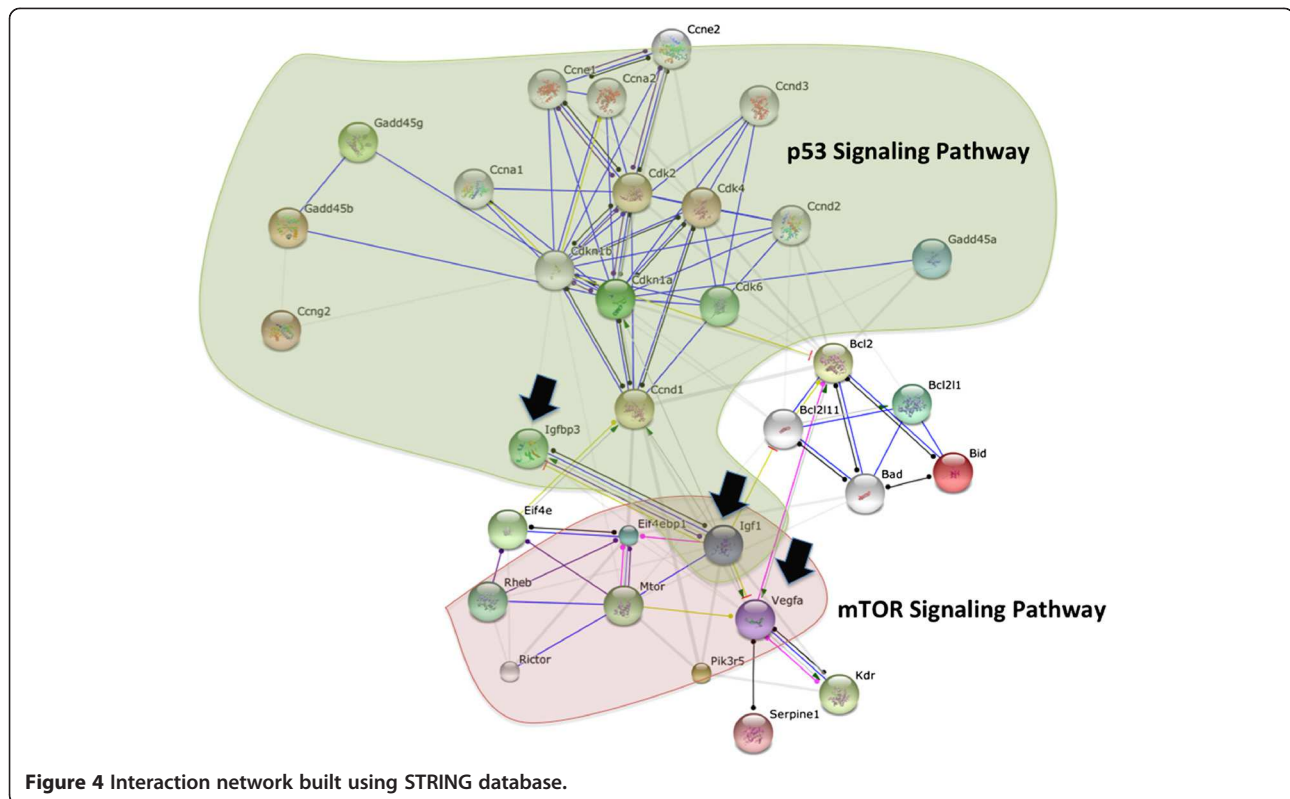 Ccne2
Ccne1
Ccna2
Ccnd3
Gadd45g
p53 Signaling Pathway
Ccna1
Cdk2
Cdk4
Gadd45b
Ccnd2
Gadd45a
Cdkn1b
Cdkn1a
Cdk6
Ccng2
Bcl2
Bcl2l1
Ccnd1
Bcl2l11
Igfbp3
Bid
Bad
Eif4e
Eif4ebp1
Igf1
Rheb
Mtor
Vegfa
mTOR Signaling Pathway
Rictor
Pik3r5
Kdr
Serpine1
Figure 4 Interaction network built using STRING database.